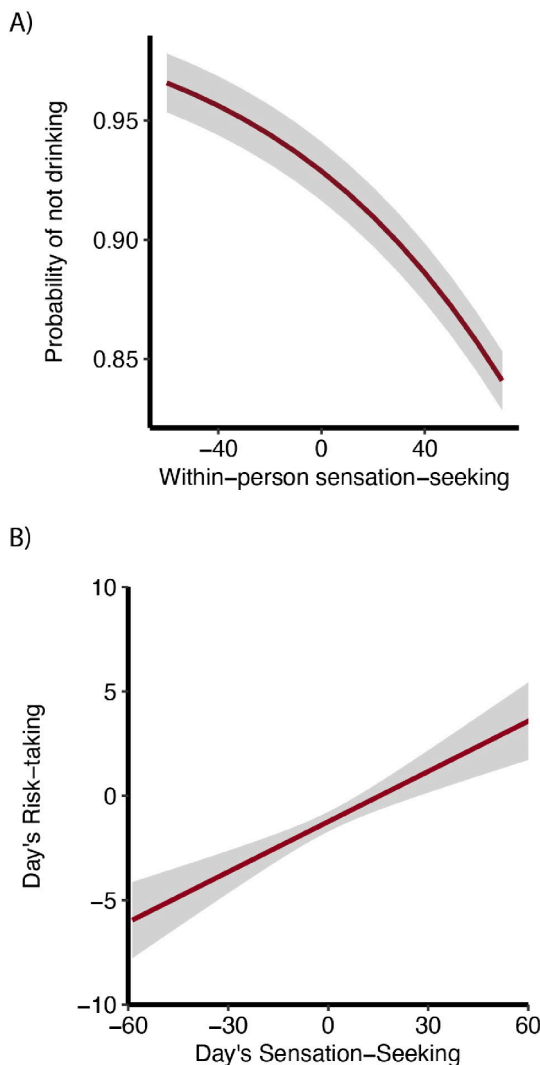 A)
Probability of not drinking
0.95
0.90
0.85
−40 0 40
Within−person sensation−seeking
B)
Day's Risk−taking
10
5
0
−5
−10
−60 −30 0 30 60
Day's Sensation−Seeking